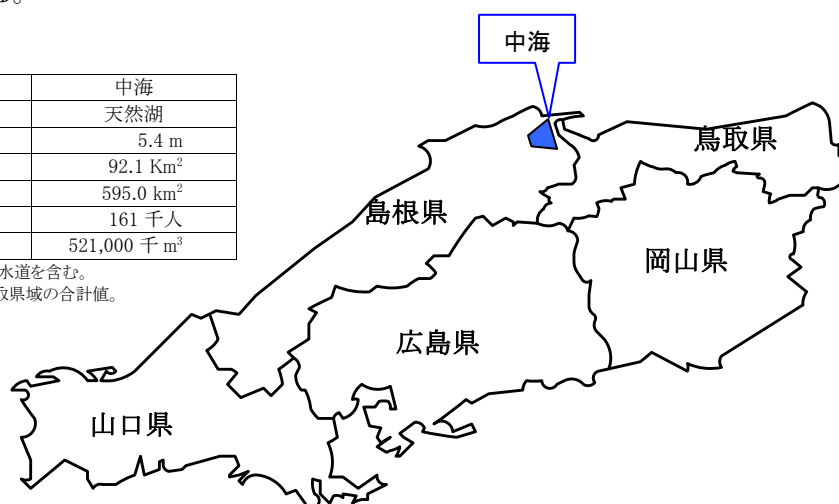 る。
中海
中海
天然湖
5.4 m
92.1 Km²
595.0 km²
161 千人
521,000 千 m³
水道を含む。
取県域の合計値。
鳥取県
島根県
岡山県
広島県
山口県